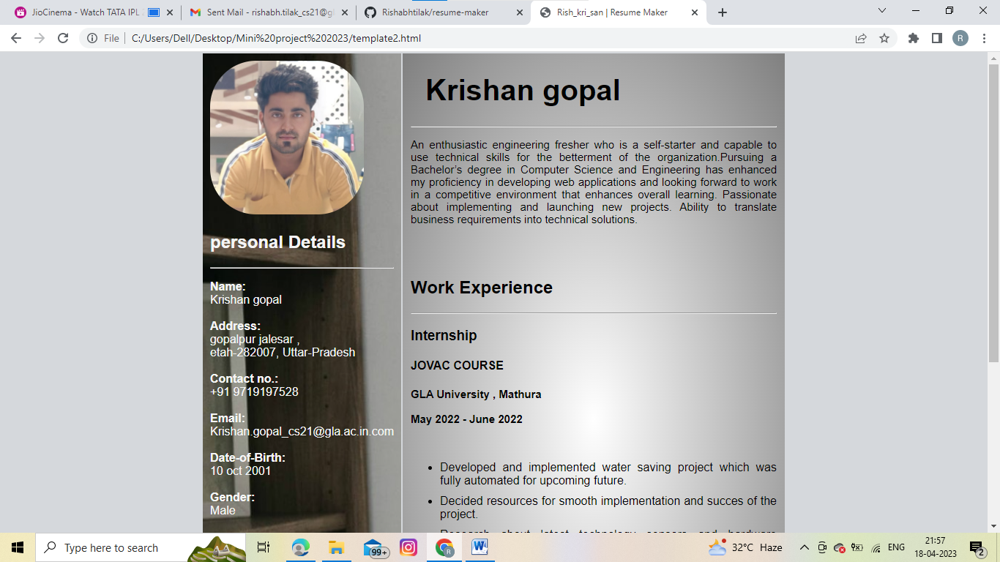 JioCinema - Watch TATA IPL
Sent Mail - rishabh.tilak_cs21@g
Rishabhtilak/resume-maker
Rish_kri_san | Resume Maker
File
C:/Users/Dell/Desktop/Mini%20project%202023/template2.html
R
Krishan gopal
An enthusiastic engineering fresher who is a self-starter and capable to
use technical skills for the betterment of the organization.Pursuing a
Bachelor’s degree in Computer Science and Engineering has enhanced
my proficiency in developing web applications and looking forward to work
in a competitive environment that enhances overall learning. Passionate
about implementing and launching new projects. Ability to translate
business requirements into technical solutions.
personal Details
Name:
Krishan gopal
Address:
gopalpur jalesar ,
etah-282007, Uttar-Pradesh
Contact no.:
+91 9719197528
Email:
Krishan.gopal_cs21@gla.ac.in.com
Date-of-Birth:
10 oct 2001
Gender:
Male
Work Experience
Internship
JOVAC COURSE
GLA University , Mathura
May 2022 - June 2022
• Developed and implemented water saving project which was
fully automated for upcoming future.
• Decided resources for smooth implementation and succes of the
project.
• Research about latest technology sensors and hardware
Type here to search
99+
R
W
32°C Haze
ENG
21:57
18-04-2023
2